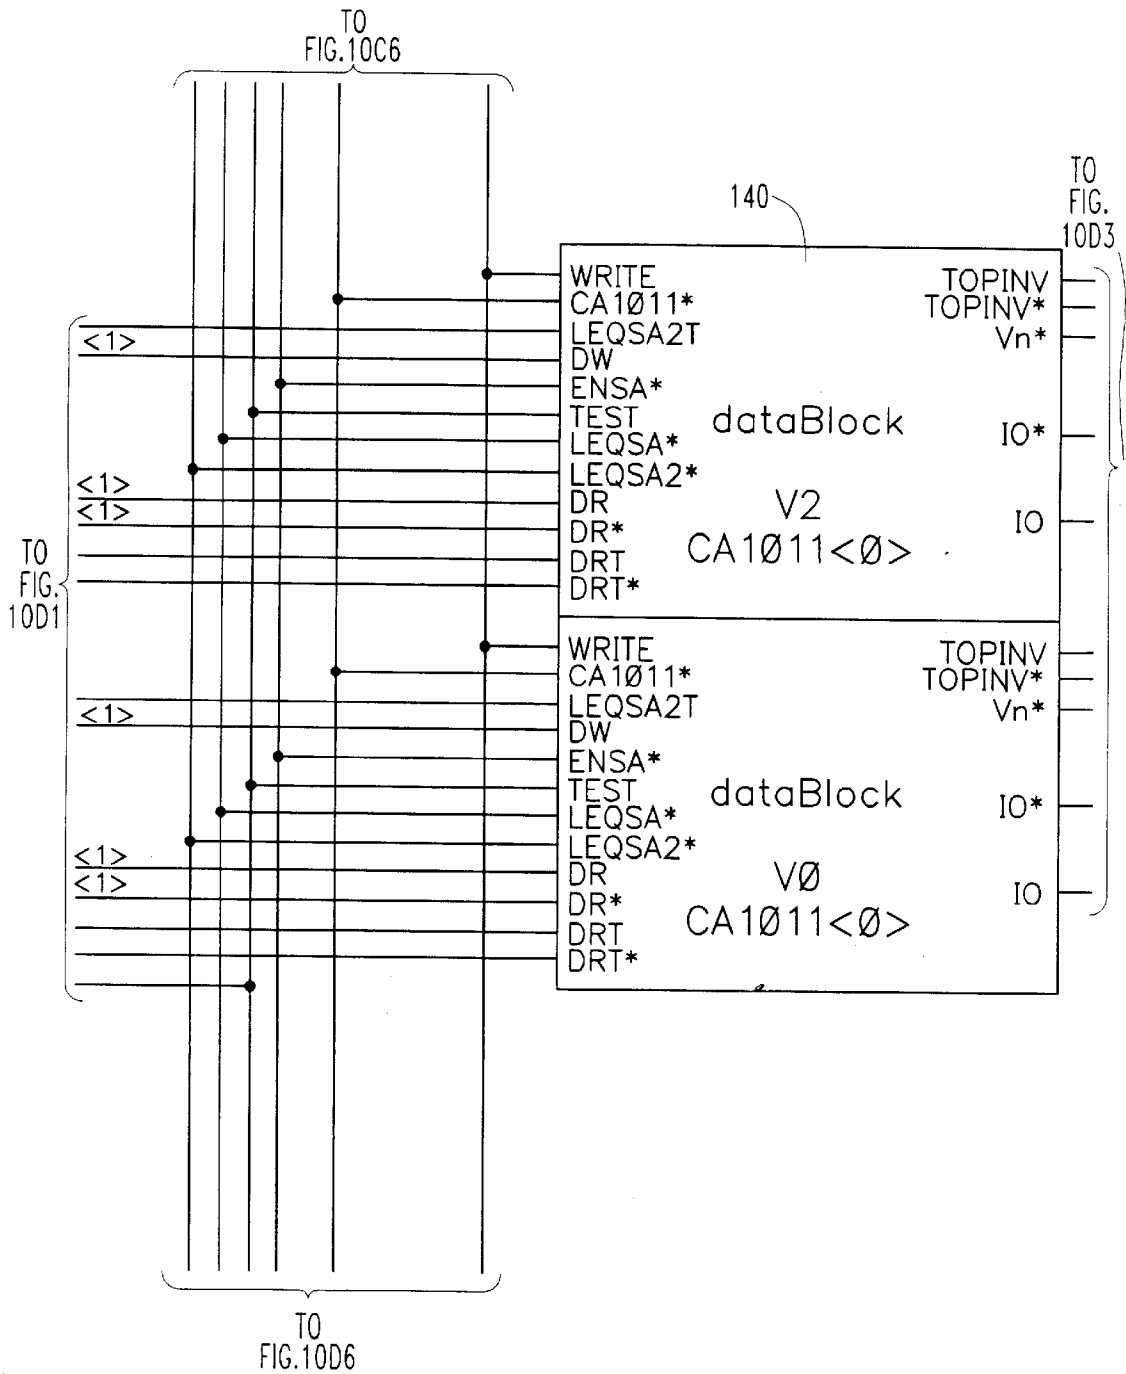 TO
FIG.10C6
140
TO
FIG.
10D3
WRITE
CA1Ø11*
LEQSA2T
<1>
DW
ENSA*
TEST
LEQSA*
LEQSA2*
<1>
DR
<1>
DR*
DRT
DRT*
dataBlock
V2
CA1Ø11<Ø>
TOPINV
TOPINV*
Vn*
IO*
IO
TO
FIG.
10D1
WRITE
CA1Ø11*
LEQSA2T
<1>
DW
ENSA*
TEST
LEQSA*
LEQSA2*
<1>
DR
<1>
DR*
DRT
DRT*
dataBlock
VØ
CA1Ø11<Ø>
TOPINV
TOPINV*
Vn*
IO*
IO
TO
FIG.10D6